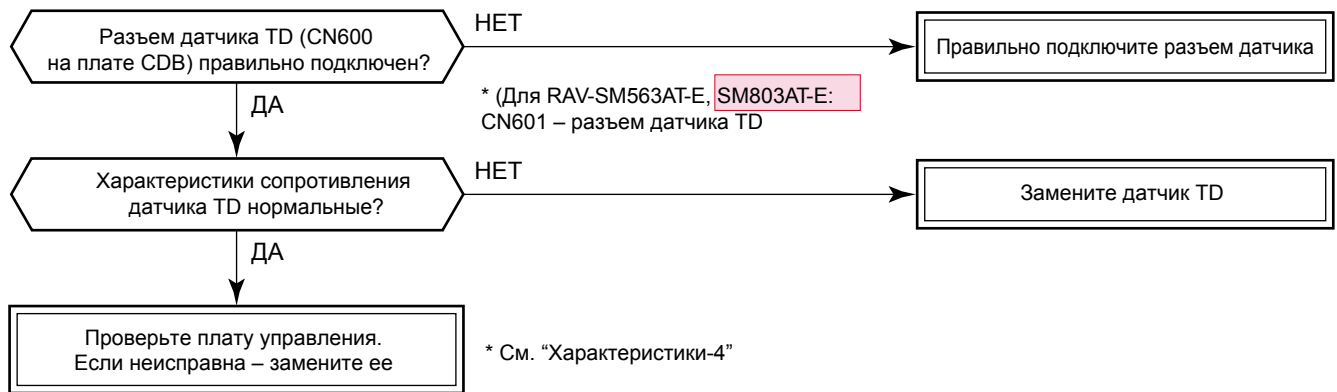 Разъем датчика TD (CN600
на плате CDB) правильно подключен?
НЕТ
Правильно подключите разъем датчика
* (Для RAV-SM563AT-E, SM803AT-E:
CN601 – разъем датчика TD
ДА
Характеристики сопротивления
датчика TD нормальные?
НЕТ
Замените датчик TD
ДА
Проверьте плату управления.
Если неисправна – замените ее
* См. “Характеристики-4”